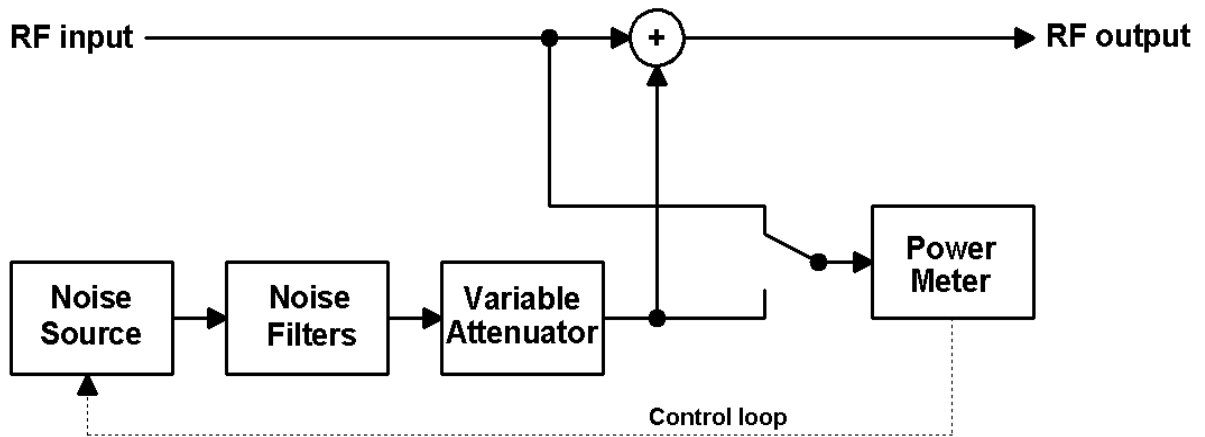 RF input
+
RF output
Noise
Source
Noise
Filters
Variable
Attenuator
Power
Meter
Control loop